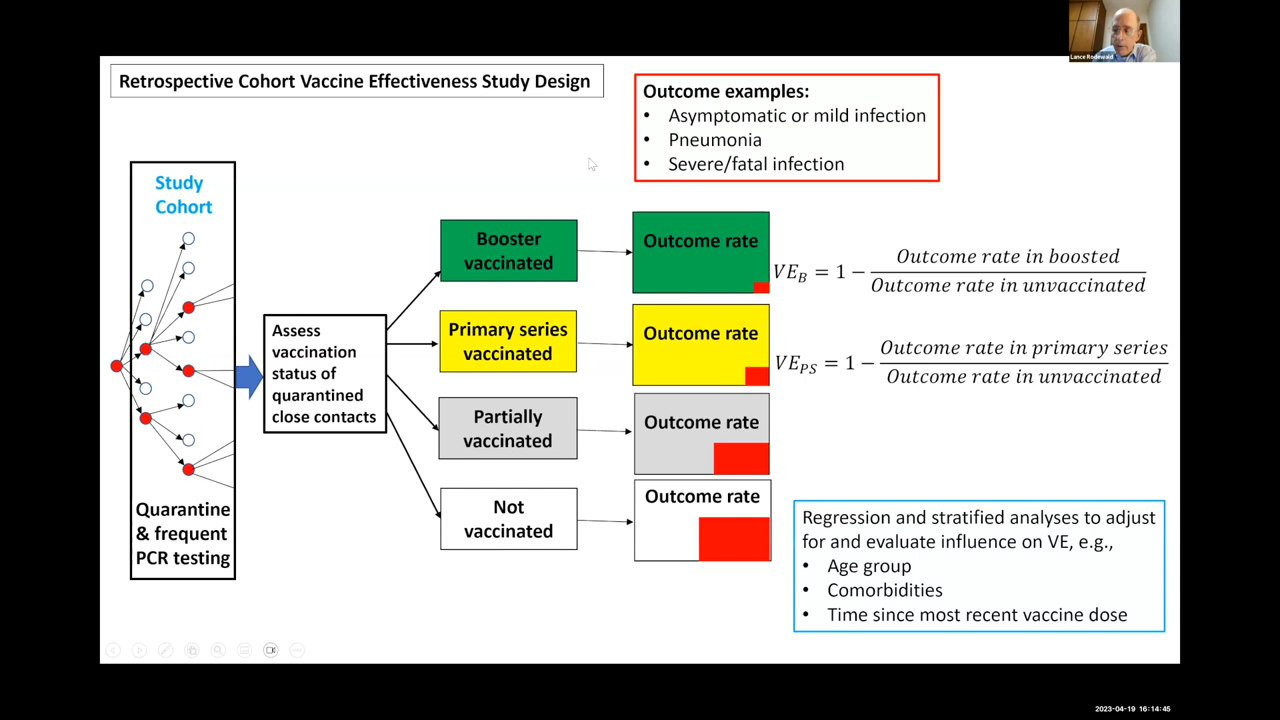 Lance Rodewald
Retrospective Cohort Vaccine Effectiveness Study Design
Outcome examples:
• Asymptomatic or mild infection
• Pneumonia
• Severe/fatal infection
Study
Cohort
Quarantine
& frequent
PCR testing
Assess
vaccination
status of
quarantined
close contacts
Booster
vaccinated
Outcome rate
VE_B = 1 − Outcome rate in boosted
Outcome rate in unvaccinated
Primary series
vaccinated
Outcome rate
VE_PS = 1 − Outcome rate in primary series
Outcome rate in unvaccinated
Partially
vaccinated
Outcome rate
Not
vaccinated
Outcome rate
Regression and stratified analyses to adjust
for and evaluate influence on VE, e.g.,
• Age group
• Comorbidities
• Time since most recent vaccine dose
2023-04-19 16:14:45